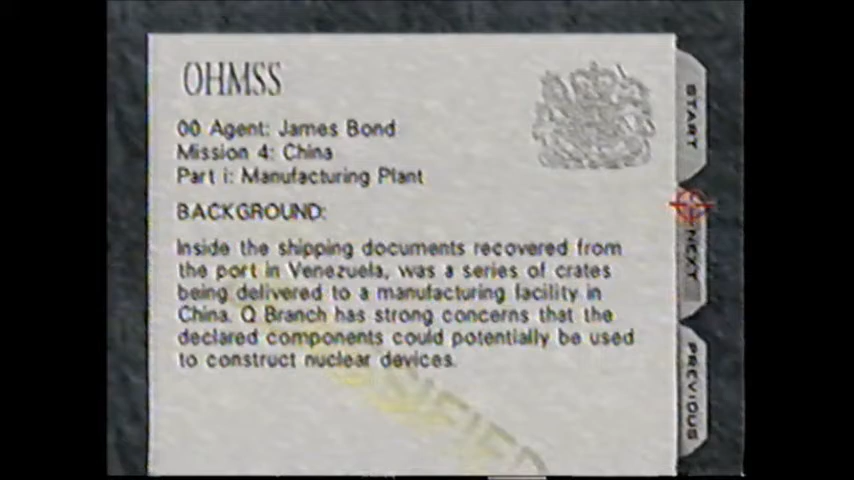 OHMSS
00 Agent: James Bond
Mission 4: China
Part i: Manufacturing Plant
BACKGROUND:
Inside the shipping documents recovered from
the port in Venezuela, was a series of crates
being delivered to a manufacturing facility in
China. Q Branch has strong concerns that the
declared components could potentially be used
to construct nuclear devices.
START
NEXT
PREVIOUS